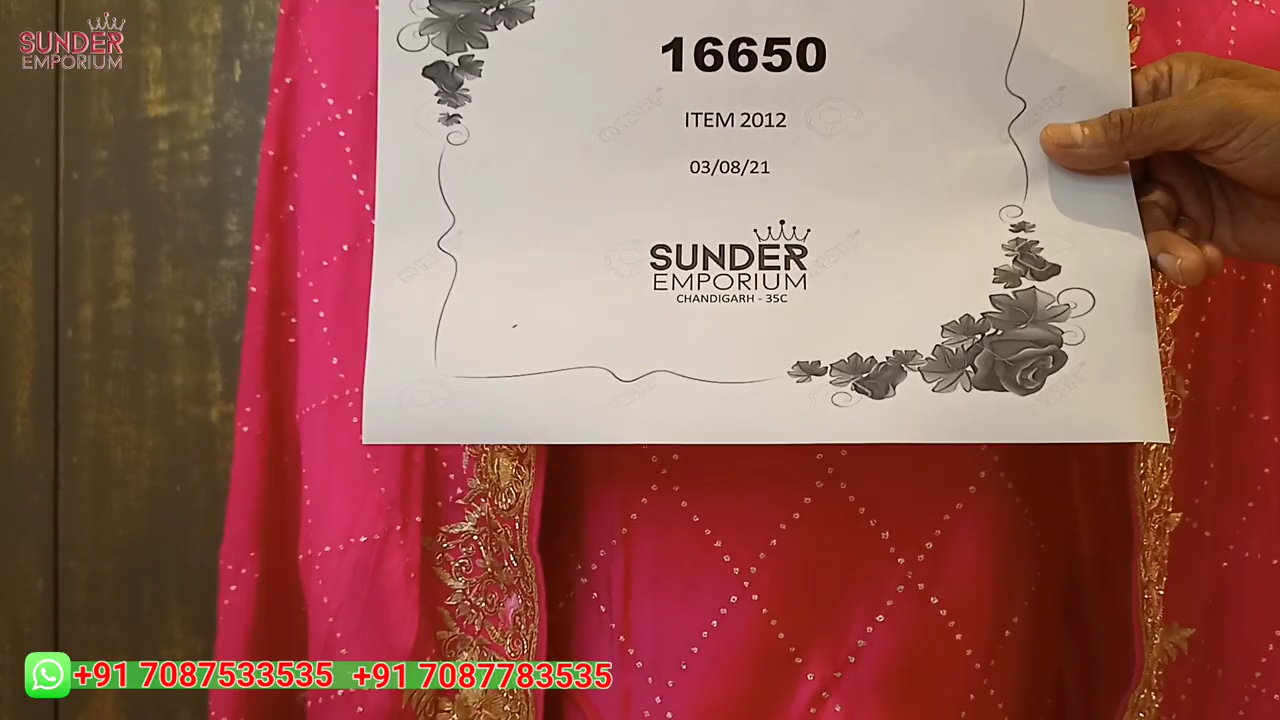 SUNDER
EMPORIUM
16650
ITEM 2012
03/08/21
SUNDER
EMPORIUM
CHANDIGARH - 35C
+91 7087533535 +91 7087783535